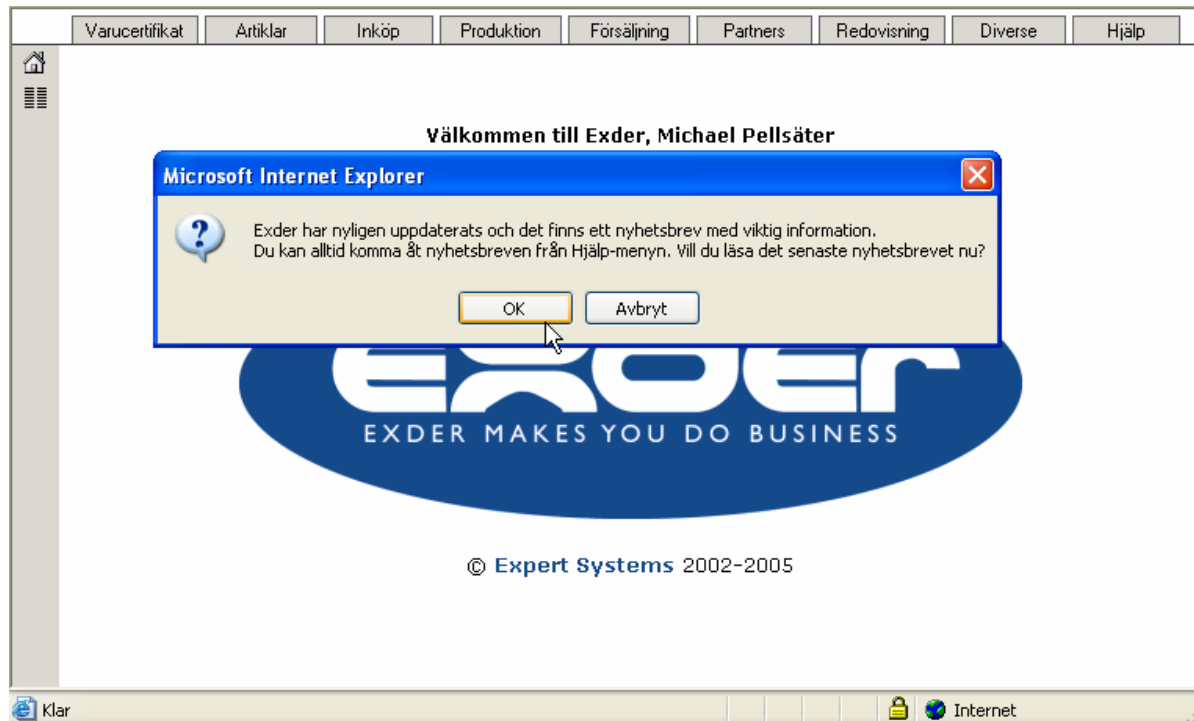 Varucertifikat Artiklar Inköp Produktion Försäljning Partners Redovisning Diverse Hjälp
Välkommen till Exder, Michael Pellsäter
Microsoft Internet Explorer
Exder har nyligen uppdaterats och det finns ett nyhetsbrev med viktig information.
Du kan alltid komma åt nyhetsbreven från Hjälp-menyn. Vill du läsa det senaste nyhetsbrevet nu?
OK Avbryt
exder
EXDER MAKES YOU DO BUSINESS
© Expert Systems 2002-2005
Klar Internet